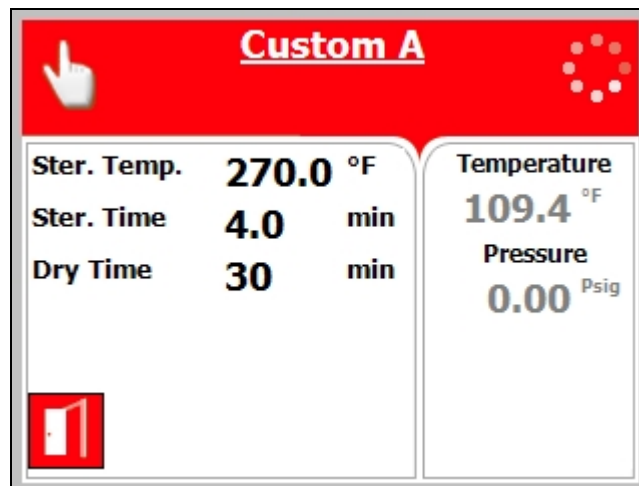 Custom A
Ster. Temp. 270.0 °F
Ster. Time 4.0 min
Dry Time 30 min
Temperature
109.4 °F
Pressure
0.00 Psig